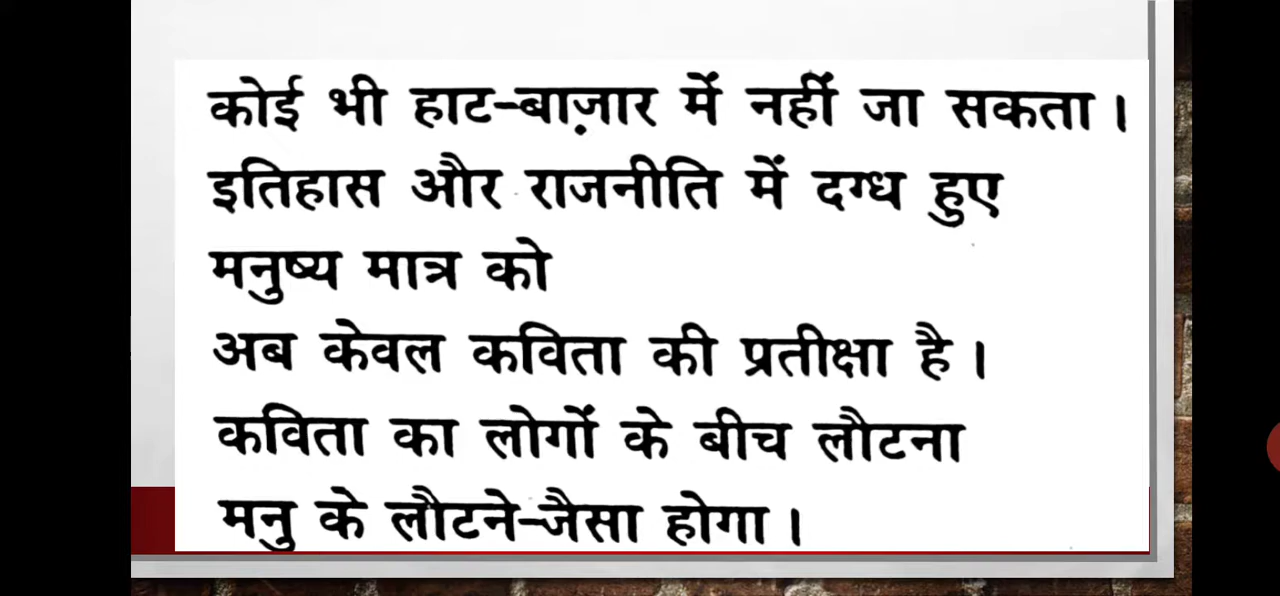 कोई भी हाट-बाज़ार में नहीं जा सकता।
इतिहास और राजनीति में दग्ध हुए
मनुष्य मात्र को
अब केवल कविता की प्रतीक्षा है।
कविता का लोगों के बीच लौटना
मनु के लौटने-जैसा होगा।